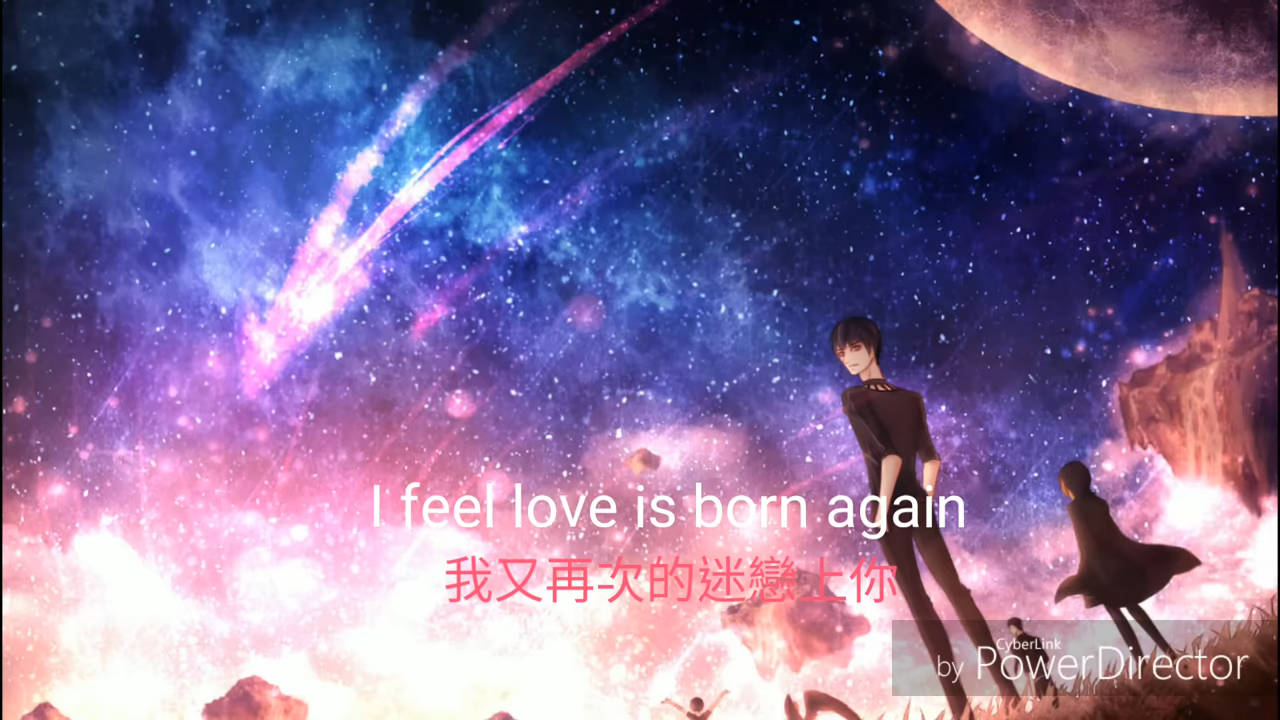 I feel love is born again
我又再次的迷戀上你
CyberLink
by PowerDirector